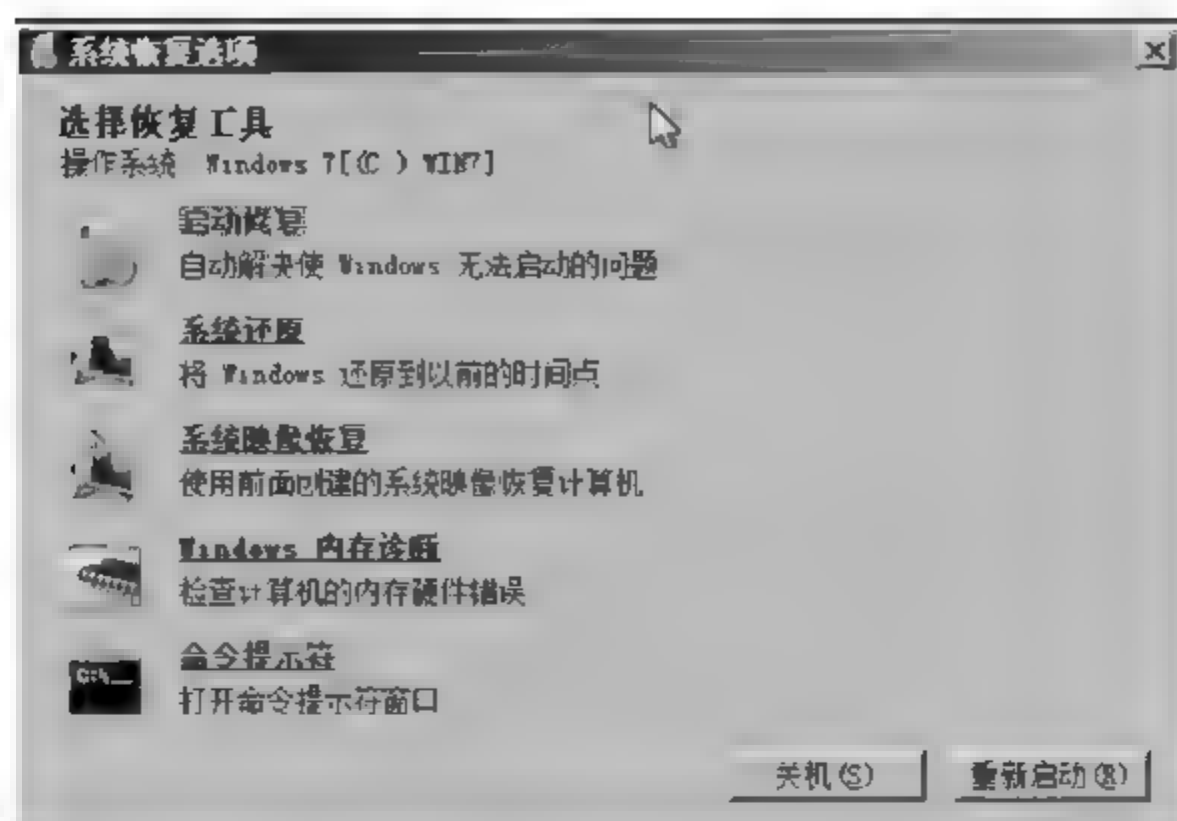 系统恢复选项
选择恢复工具
操作系统 Windows 7[(C ) WIN7]
启动修复
自动解决使 Windows 无法启动的问题
系统还原
将 Windows 还原到以前的时间点
系统映像恢复
使用前面创建的系统映像恢复计算机
Windows 内存诊断
检查计算机的内存硬件错误
C:\_
命令提示符
打开命令提示符窗口
关机(S)
重新启动(R)